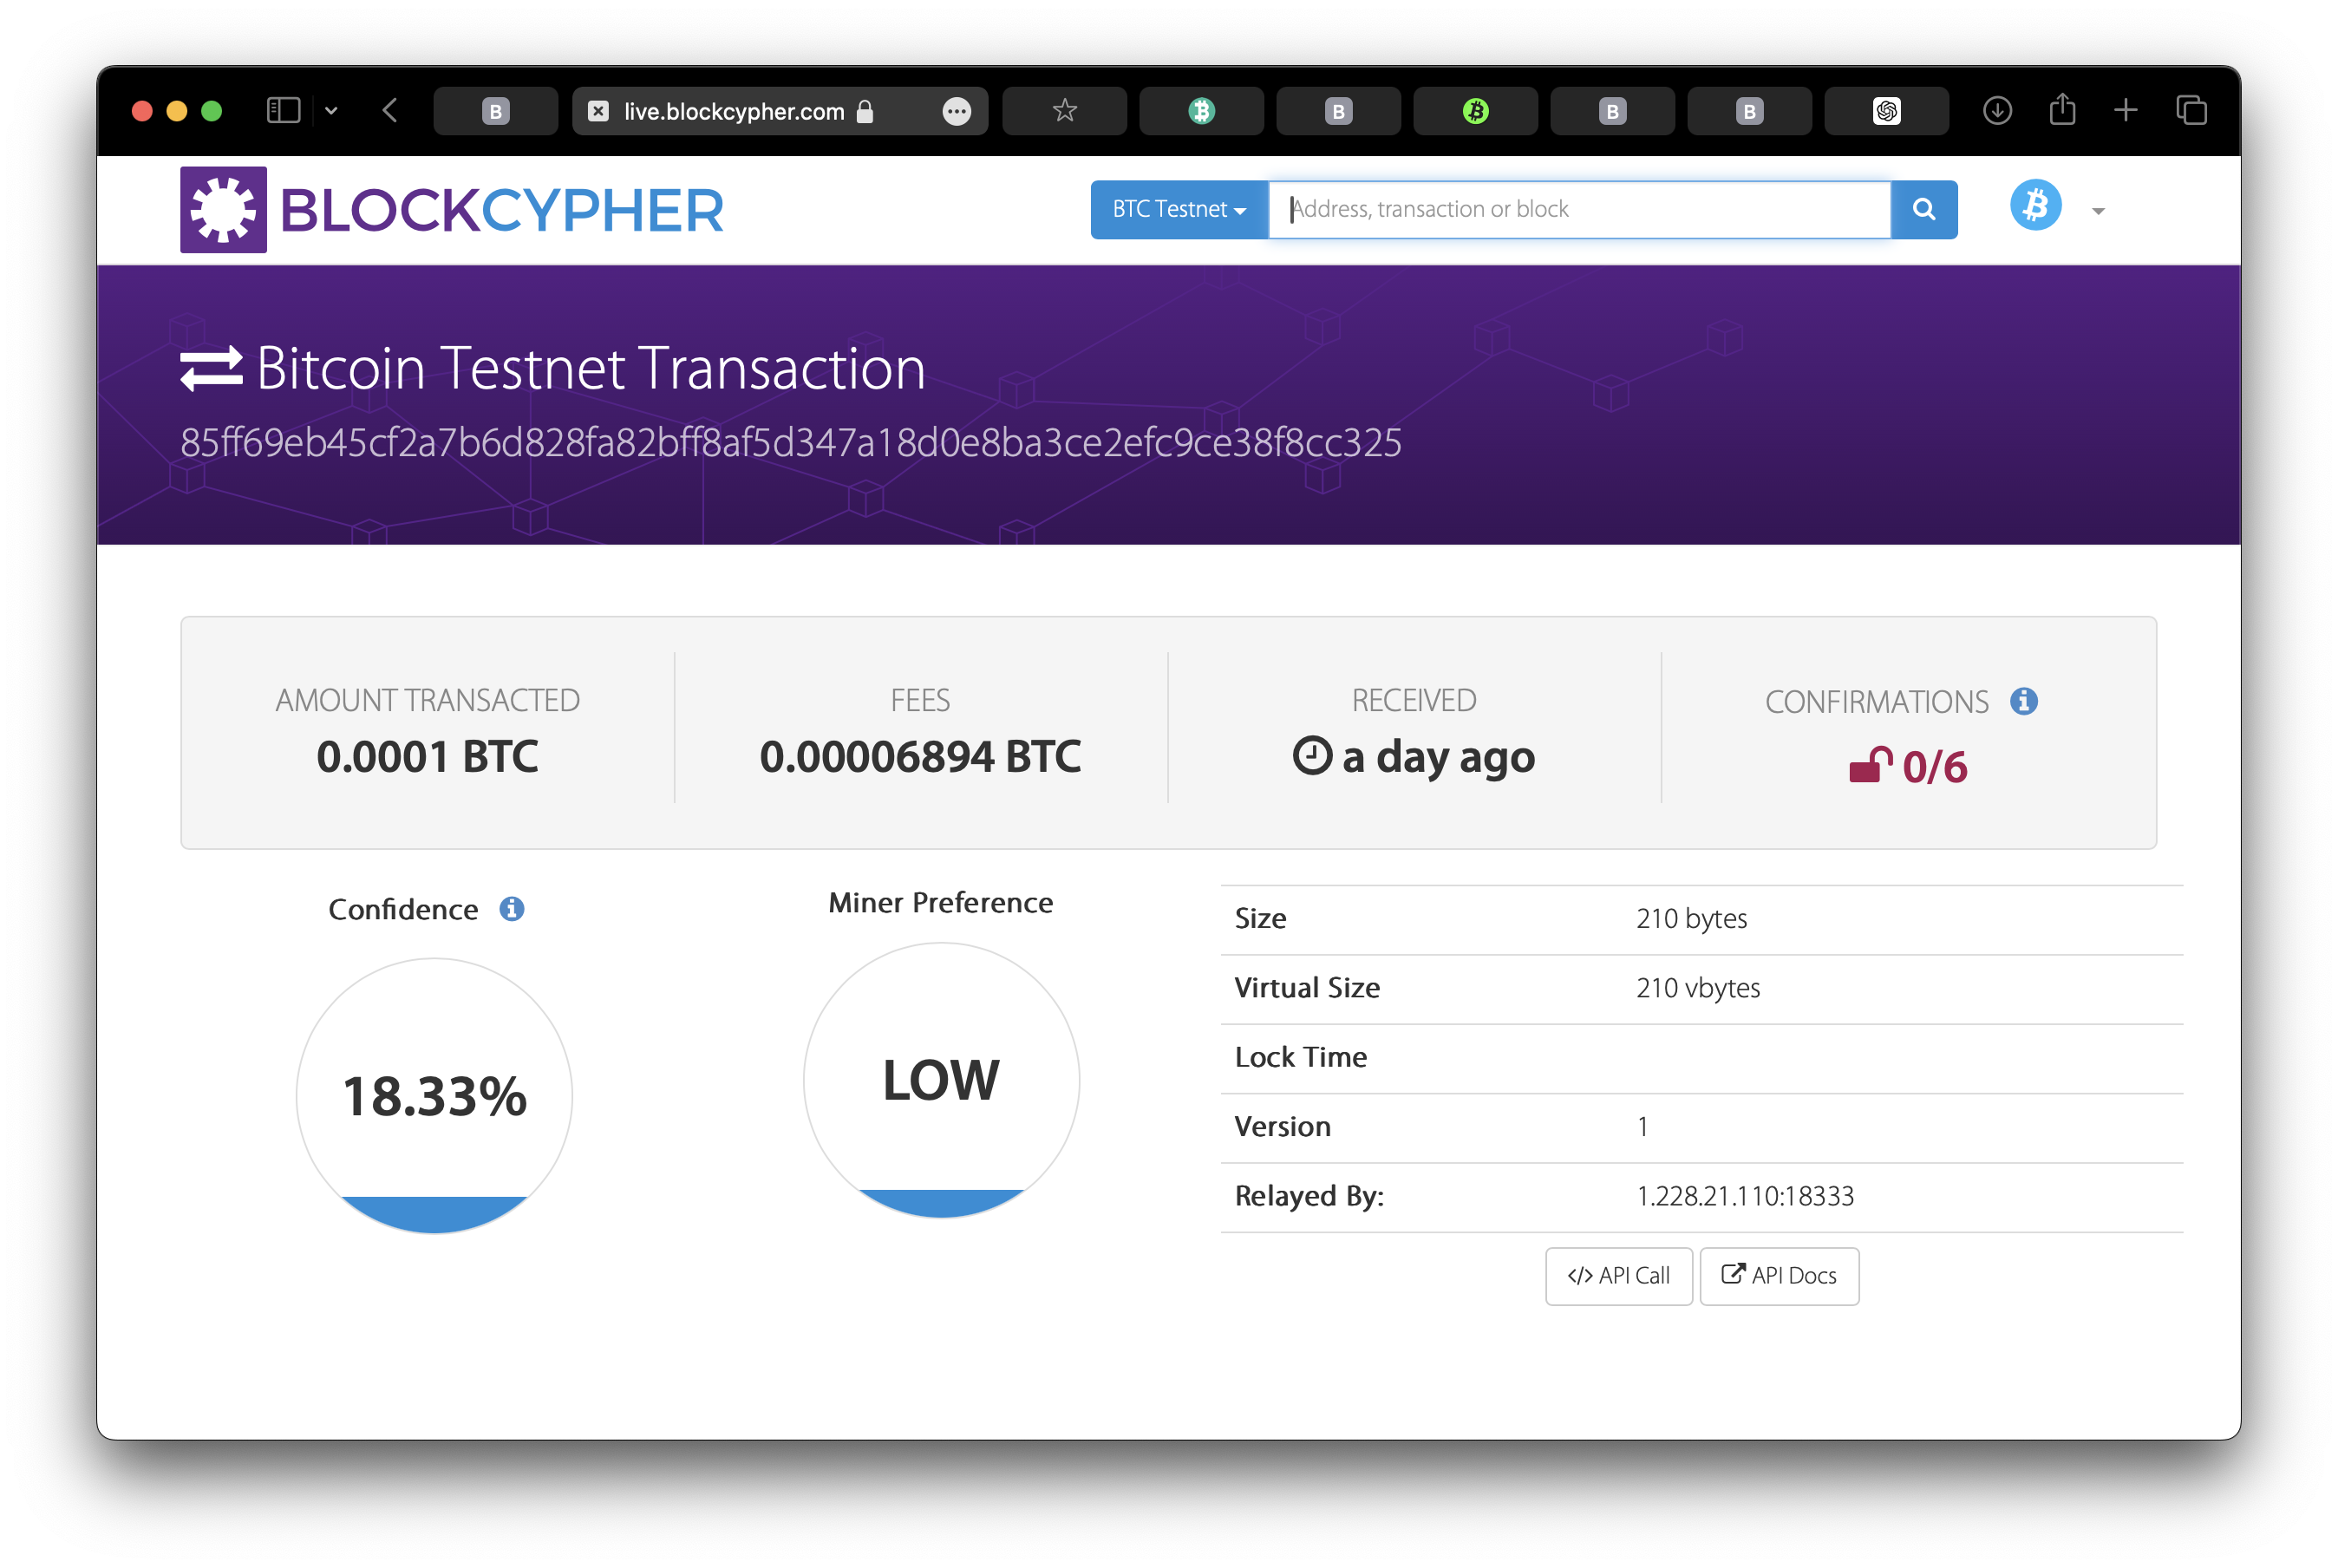 B
live.blockcypher.com
B
B
B
BLOCKCYPHER
BTC Testnet
Address, transaction or block
Bitcoin Testnet Transaction
85ff69eb45cf2a7b6d828fa82bff8af5d347a18d0e8ba3ce2efc9ce38f8cc325
AMOUNT TRANSACTED
0.0001 BTC
FEES
0.00006894 BTC
RECEIVED
a day ago
CONFIRMATIONS
0/6
Confidence
18.33%
Miner Preference
LOW
Size 210 bytes
Virtual Size 210 vbytes
Lock Time
Version 1
Relayed By: 1.228.21.110:18333
</> API Call
API Docs